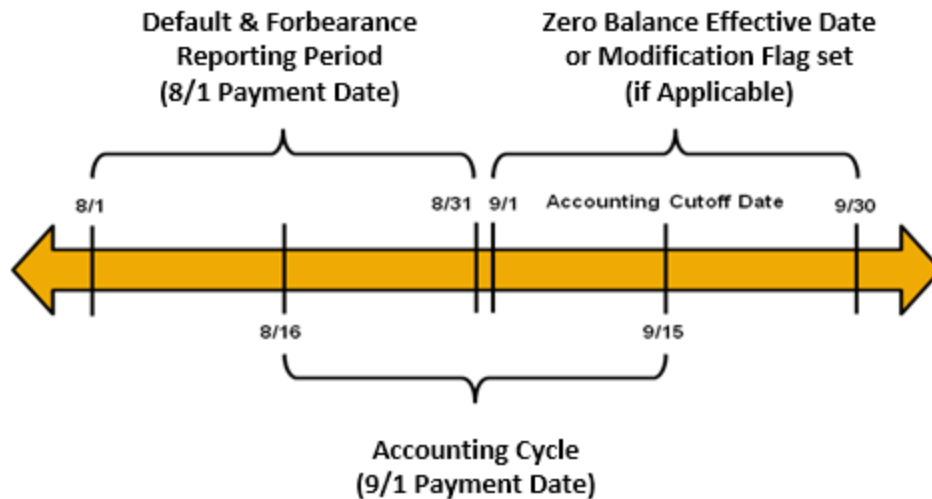 Default & Forbearance
Reporting Period
(8/1 Payment Date)
Zero Balance Effective Date
or Modification Flag set
(if Applicable)
8/1
8/31
9/1
Accounting Cutoff Date
9/30
8/16
9/15
Accounting Cycle
(9/1 Payment Date)